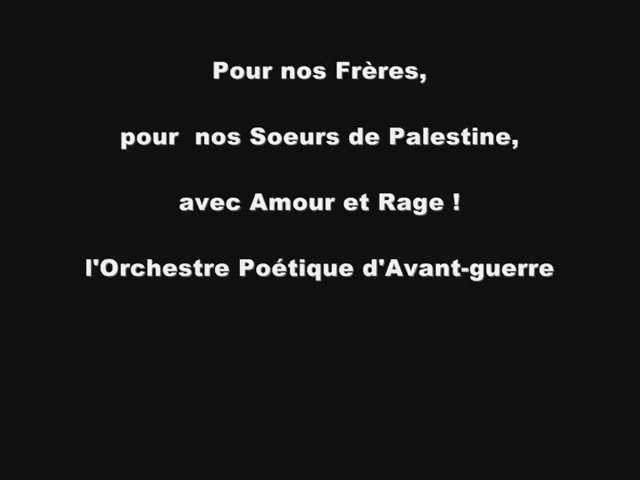 Pour nos Frères,
pour  nos Soeurs de Palestine,
avec Amour et Rage !
l'Orchestre Poétique d'Avant-guerre